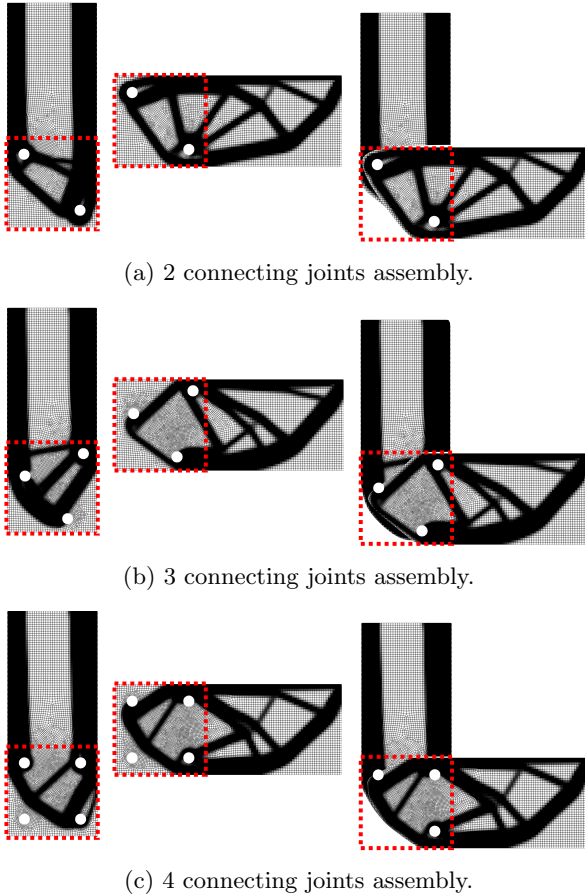 (a) 2 connecting joints assembly.
(b) 3 connecting joints assembly.
(c) 4 connecting joints assembly.